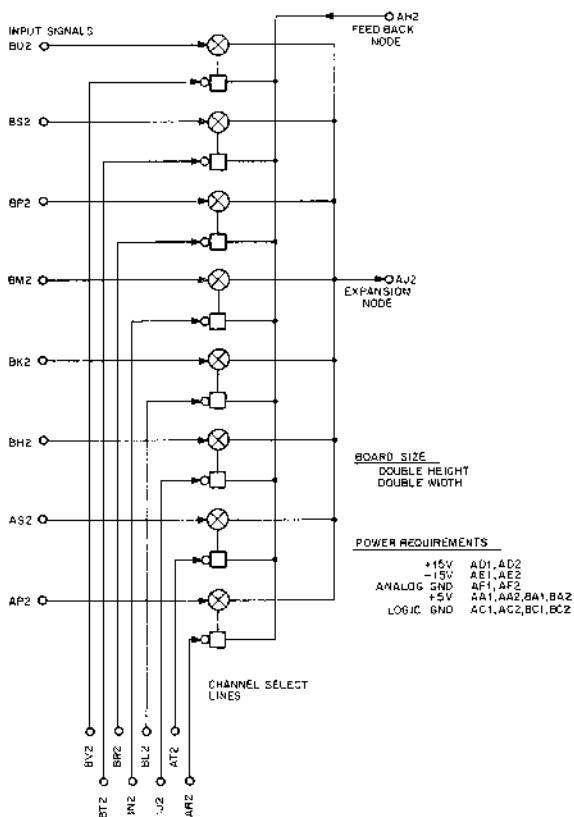 AH2
FEED BACK
NODE
INPUT SIGNALS
BU2
BS2
BP2
BM2
AJ2
EXPANSION
NODE
BK2
BH2
BOARD SIZE
DOUBLE HEIGHT
DOUBLE WIDTH
AS2
POWER REQUIREMENTS
+15V AD1, AD2
-15V AE1, AE2
ANALOG GND AF1, AF2
+5V AA1, AA2, BA1, BA2
LOGIC GND AC1, AC2, BC1, BC2
AP2
CHANNEL SELECT
LINES
BV2
BR2
BL2
AT2
BT2
BN2
AR2